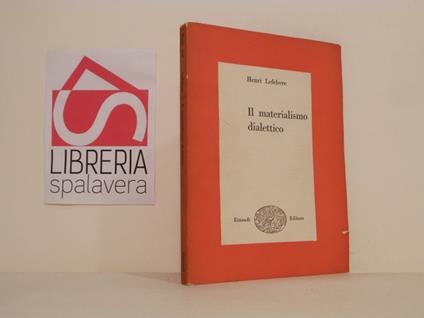 LIBRERIA
spalavera
Henri Lefebvre
Il materialismo
dialettico
Einaudi Editore